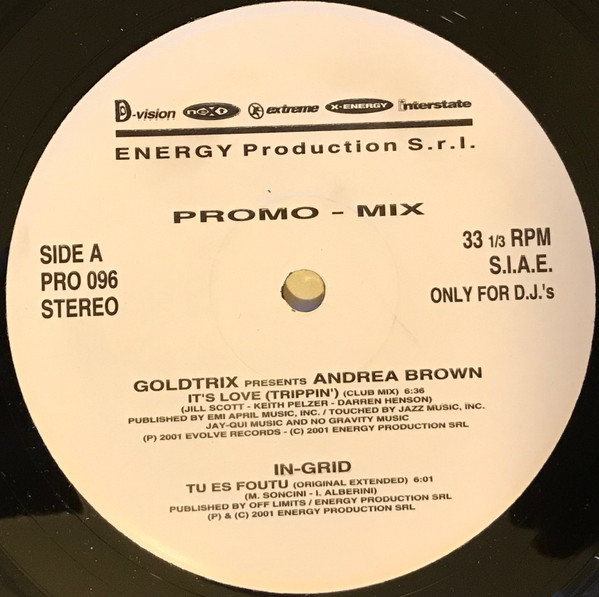 D-vision next extreme X-ENERGY interstate
ENERGY Production S.r.l.
PROMO - MIX
SIDE A
PRO 096
STEREO
33 1/3 RPM
S.I.A.E.
ONLY FOR D.J.'s
GOLDTRIX PRESENTS ANDREA BROWN
IT'S LOVE (TRIPPIN') (CLUB MIX) 6:36
(JILL SCOTT - KEITH PELZER - DARREN HENSON)
PUBLISHED BY EMI APRIL MUSIC, INC. / TOUCHED BY JAZZ MUSIC, INC.
JAY-QUI MUSIC AND NO GRAVITY MUSIC
(P) 2001 EVOLVE RECORDS - (C) 2001 ENERGY PRODUCTION SRL
IN-GRID
TU ES FOUTU (ORIGINAL EXTENDED) 6:01
(M. SONCINI - I. ALBERINI)
PUBLISHED BY OFF LIMITS / ENERGY PRODUCTION SRL
(P) & (C) 2001 ENERGY PRODUCTION SRL